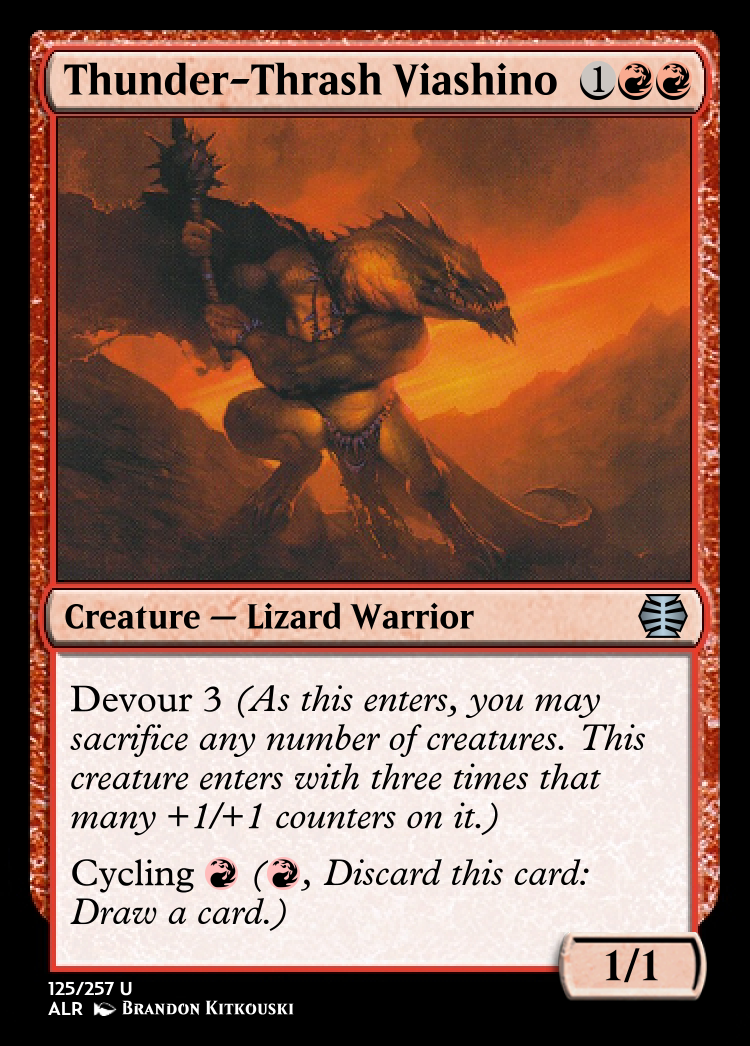 Thunder-Thrash Viashino 1
Creature — Lizard Warrior
Devour 3 (As this enters, you may
sacrifice any number of creatures. This
creature enters with three times that
many +1/+1 counters on it.)
Cycling (, Discard this card:
Draw a card.)
1/1
125/257 U
ALR Brandon Kitkouski